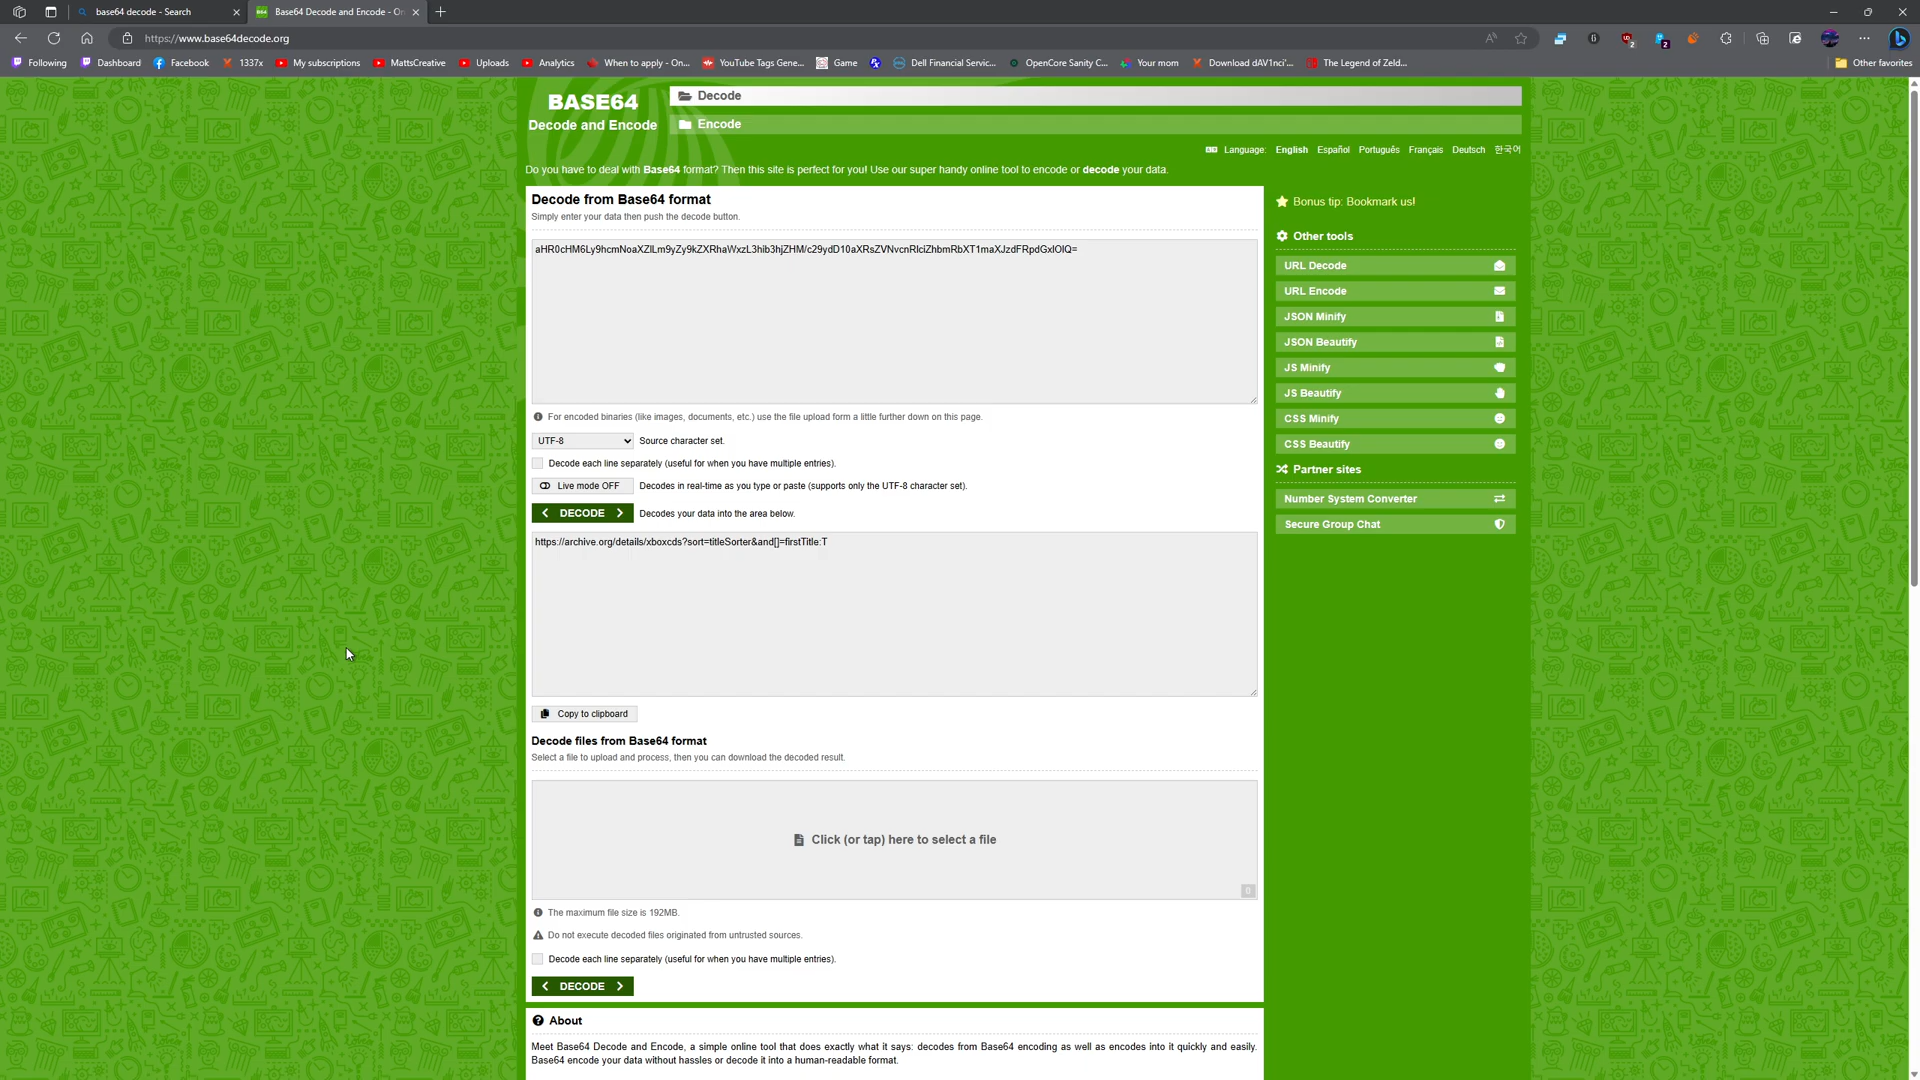 base64 decode - Search
Base64 Decode and Encode - On
https://www.base64decode.org
2
2
Following
Dashboard
Facebook
1337x
My subscriptions
MattsCreative
Uploads
Analytics
When to apply - On...
YouTube Tags Gene...
Game
Dell Financial Servic...
OpenCore Sanity C...
Your mom
Download dAV1nci'...
The Legend of Zeld...
Other favorites
BASE64
Decode and Encode
Decode
Encode
Language: English Español Português Français Deutsch 한국어
Do you have to deal with Base64 format? Then this site is perfect for you! Use our super handy online tool to encode or decode your data.
Decode from Base64 format
Simply enter your data then push the decode button.
aHR0cHM6Ly9hcmNoaXZlLm9yZy9kZXRhaWxzL3hib3hjZHM/c29ydD10aXRsZVNvcnRlciZhbmRbXT1maXJzdFRpdGxlOlQ=
For encoded binaries (like images, documents, etc.) use the file upload form a little further down on this page.
UTF-8
Source character set.
Decode each line separately (useful for when you have multiple entries).
Live mode OFF
Decodes in real-time as you type or paste (supports only the UTF-8 character set).
DECODE
Decodes your data into the area below.
https://archive.org/details/xboxcds?sort=titleSorter&and[]=firstTitle:T
Copy to clipboard
Decode files from Base64 format
Select a file to upload and process, then you can download the decoded result.
Click (or tap) here to select a file
0
The maximum file size is 192MB.
Do not execute decoded files originated from untrusted sources.
Decode each line separately (useful for when you have multiple entries).
DECODE
About
Meet Base64 Decode and Encode, a simple online tool that does exactly what it says: decodes from Base64 encoding as well as encodes into it quickly and easily.
Base64 encode your data without hassles or decode it into a human-readable format.
Bonus tip: Bookmark us!
Other tools
URL Decode
URL Encode
JSON Minify
JSON Beautify
JS Minify
JS Beautify
CSS Minify
CSS Beautify
Partner sites
Number System Converter
Secure Group Chat